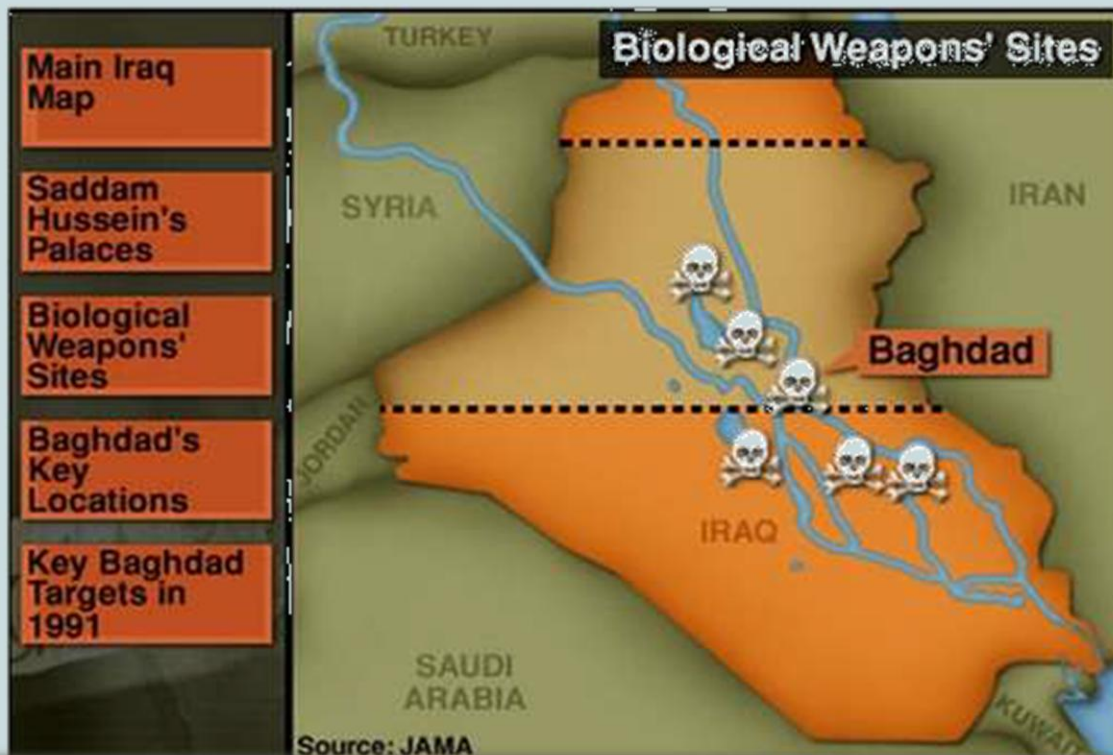 Main Iraq
Map
Saddam
Hussein's
Palaces
Biological
Weapons'
Sites
Baghdad's
Key
Locations
Key Baghdad
Targets in
1991
Biological Weapons' Sites
TURKEY
SYRIA
IRAN
Baghdad
JORDAN
IRAQ
SAUDI
ARABIA
KUWAIT
Source: JAMA